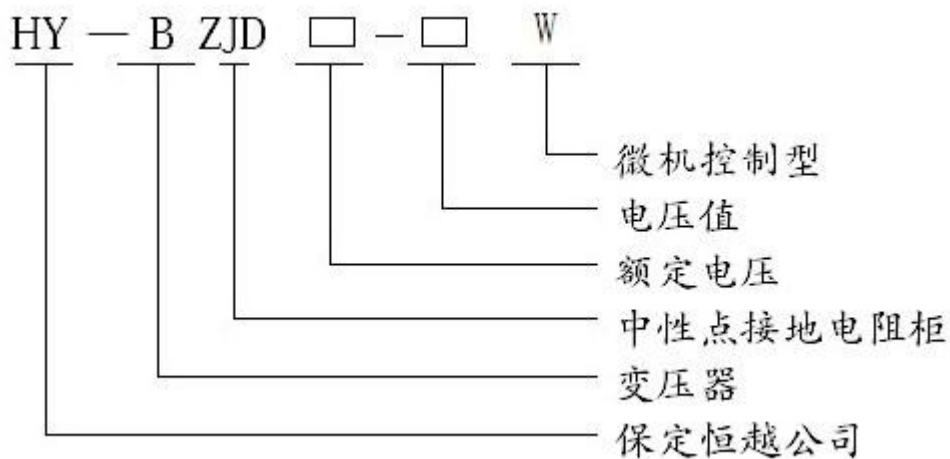 HY — B ZJD □ — □ W
微机控制型
电压值
额定电压
中性点接地电阻柜
变压器
保定恒越公司